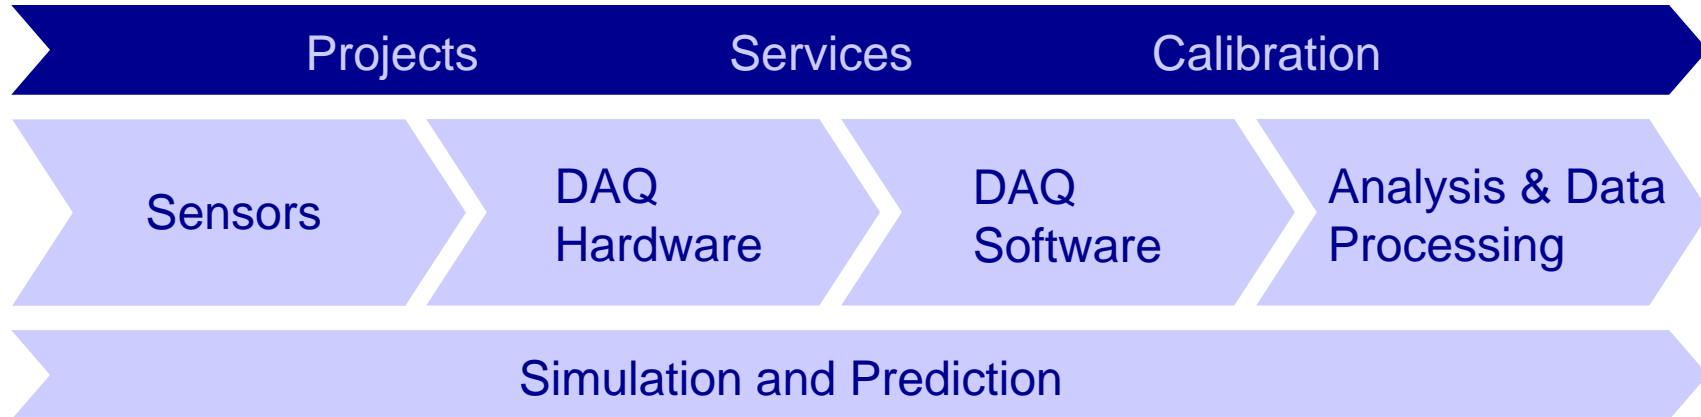 Projects Services Calibration
Sensors
DAQ
Hardware
DAQ
Software
Analysis & Data
Processing
Simulation and Prediction